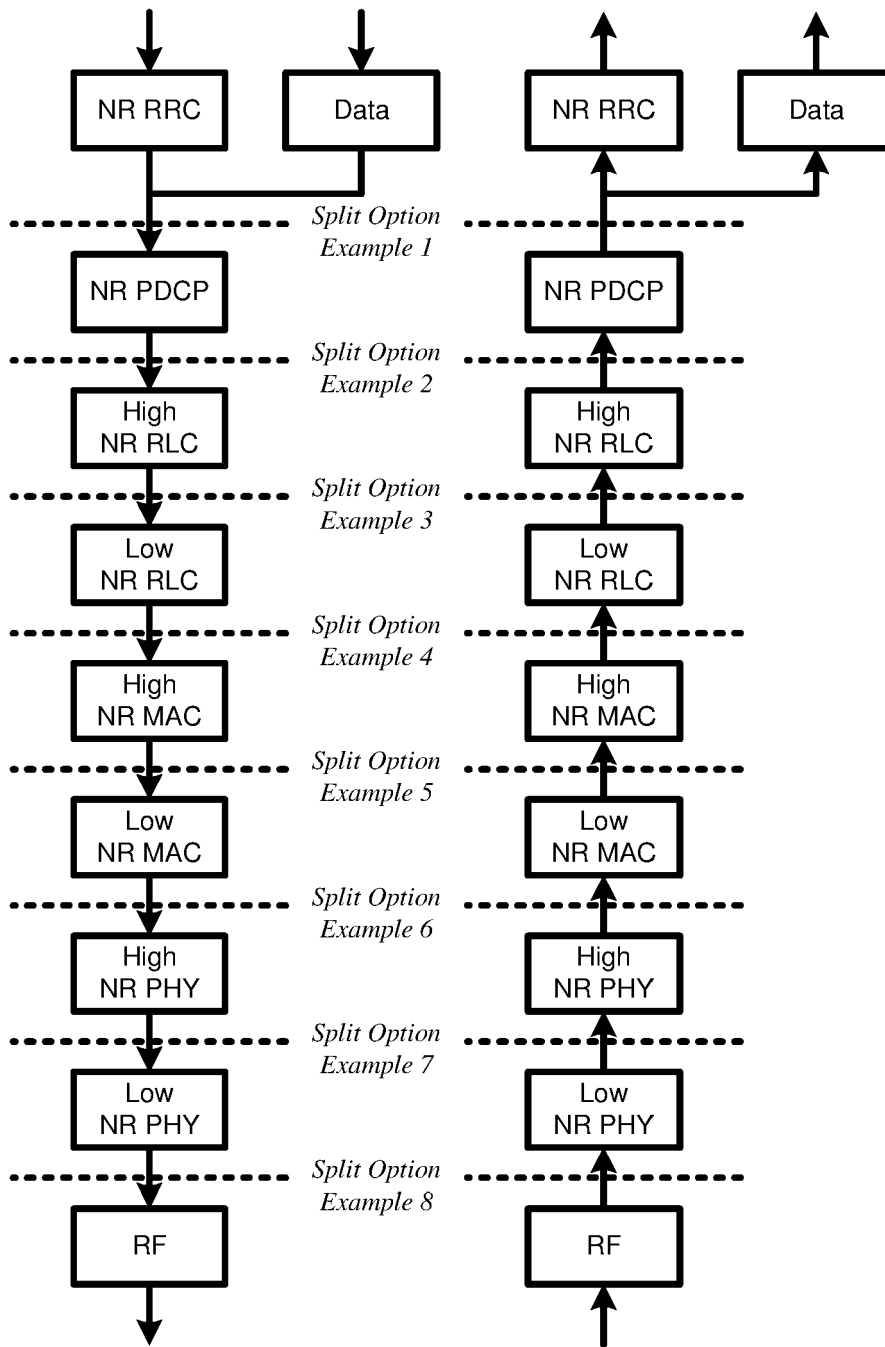 NR RRC
Data
NR RRC
Data
Split Option
Example 1
NR PDCP
NR PDCP
Split Option
Example 2
High
NR RLC
High
NR RLC
Split Option
Example 3
Low
NR RLC
Low
NR RLC
Split Option
Example 4
High
NR MAC
High
NR MAC
Split Option
Example 5
Low
NR MAC
Low
NR MAC
Split Option
Example 6
High
NR PHY
High
NR PHY
Split Option
Example 7
Low
NR PHY
Low
NR PHY
Split Option
Example 8
RF
RF